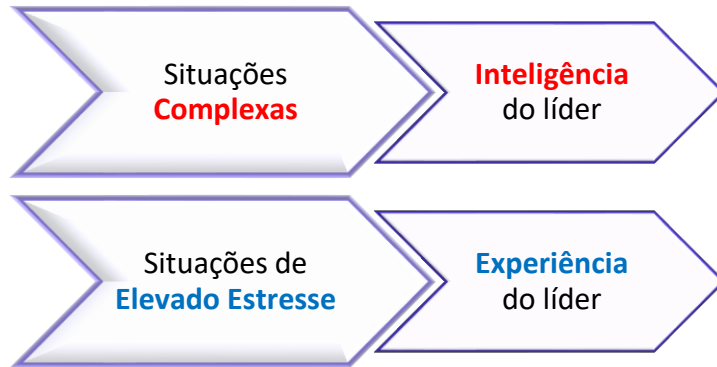 Situações
Complexas
Inteligência
do líder
Situações de
Elevado Estresse
Experiência
do líder